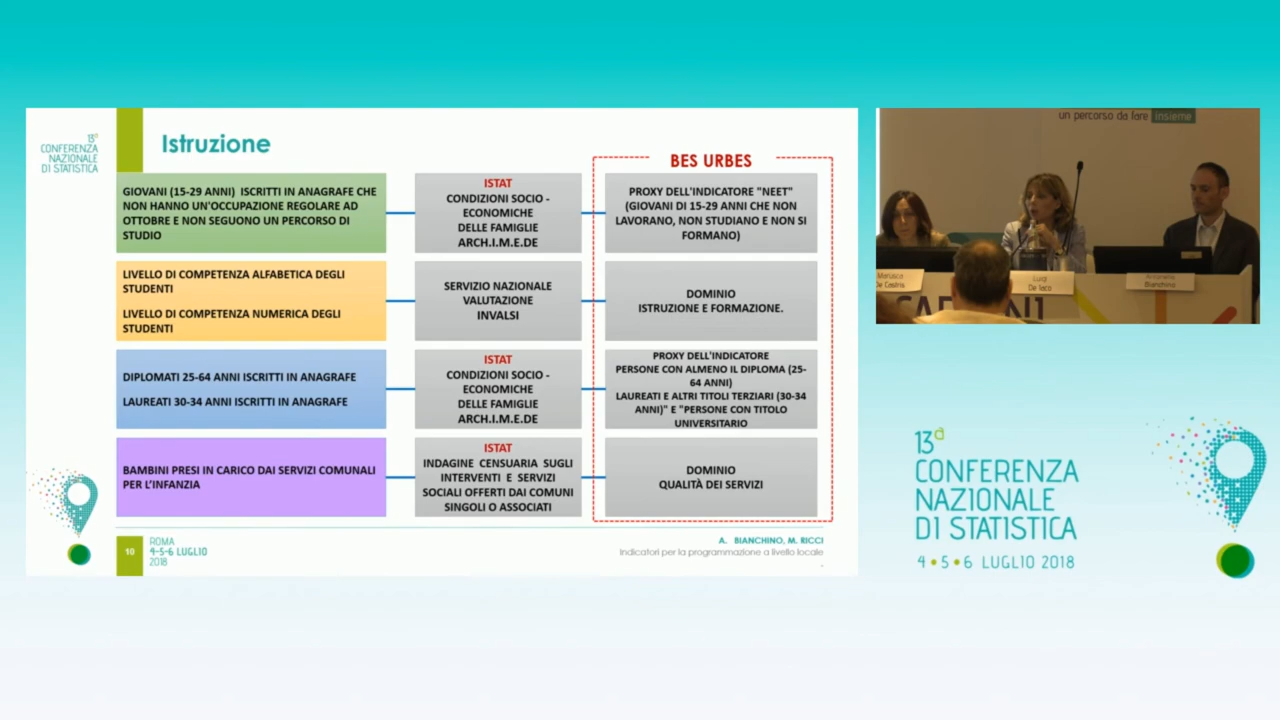 13ª
CONFERENZA
NAZIONALE
DI STATISTICA
Istruzione
BES URBES
GIOVANI (15-29 ANNI) ISCRITTI IN ANAGRAFE CHE
NON HANNO UN'OCCUPAZIONE REGOLARE AD
OTTOBRE E NON SEGUONO UN PERCORSO DI
STUDIO
ISTAT
CONDIZIONI SOCIO -
ECONOMICHE
DELLE FAMIGLIE
ARCH.I.M.E.DE
PROXY DELL'INDICATORE "NEET"
(GIOVANI DI 15-29 ANNI CHE NON
LAVORANO, NON STUDIANO E NON SI
FORMANO)
LIVELLO DI COMPETENZA ALFABETICA DEGLI
STUDENTI
LIVELLO DI COMPETENZA NUMERICA DEGLI
STUDENTI
SERVIZIO NAZIONALE
VALUTAZIONE
INVALSI
DOMINIO
ISTRUZIONE E FORMAZIONE.
DIPLOMATI 25-64 ANNI ISCRITTI IN ANAGRAFE
LAUREATI 30-34 ANNI ISCRITTI IN ANAGRAFE
ISTAT
CONDIZIONI SOCIO -
ECONOMICHE
DELLE FAMIGLIE
ARCH.I.M.E.DE
PROXY DELL'INDICATORE
PERSONE CON ALMENO IL DIPLOMA (25-
64 ANNI)
LAUREATI E ALTRI TITOLI TERZIARI (30-34
ANNI)" E "PERSONE CON TITOLO
UNIVERSITARIO
BAMBINI PRESI IN CARICO DAI SERVIZI COMUNALI
PER L'INFANZIA
ISTAT
INDAGINE CENSUARIA SUGLI
INTERVENTI E SERVIZI
SOCIALI OFFERTI DAI COMUNI
SINGOLI O ASSOCIATI
DOMINIO
QUALITÀ DEI SERVIZI
10
ROMA
4-5-6 LUGLIO
2018
A. BIANCHINO, M. RICCI
Indicatori per la programmazione a livello locale
.
un percorso da fare insieme
De Castris
Luigi
De Iaco
Antonella
Bianchino
13ª
CONFERENZA
NAZIONALE
DI STATISTICA
4 • 5 • 6 LUGLIO 2018